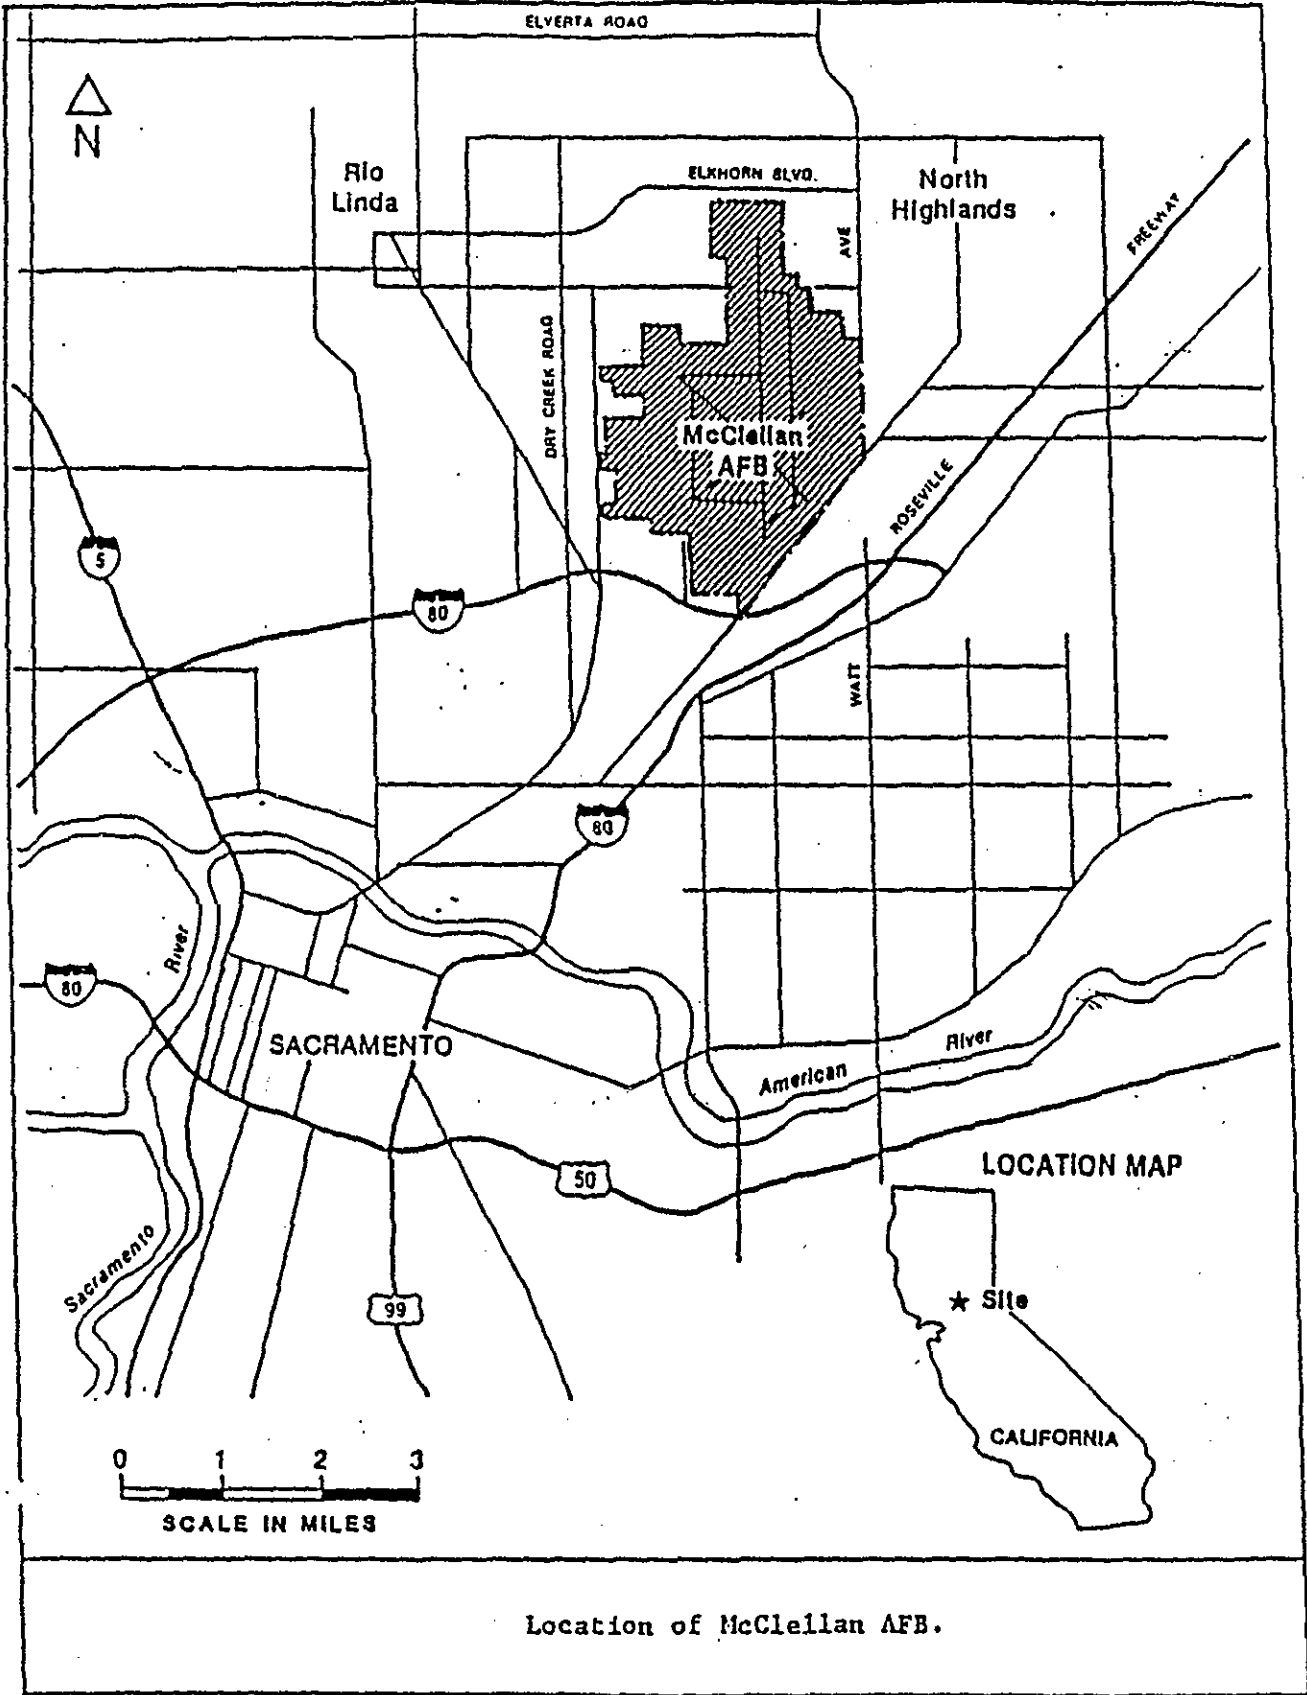 ELVERTA ROAD
N
Rio
Linda
ELKHORN BLVD.
North
Highlands
AVE
FREEWAY
DRY CREEK ROAD
McClellan
AFB
ROSEVILLE
5
80
WATT
80
River
80
SACRAMENTO
American
River
LOCATION MAP
50
Sacramento
99
Site
CALIFORNIA
0 1 2 3
SCALE IN MILES
Location of McClellan AFB.